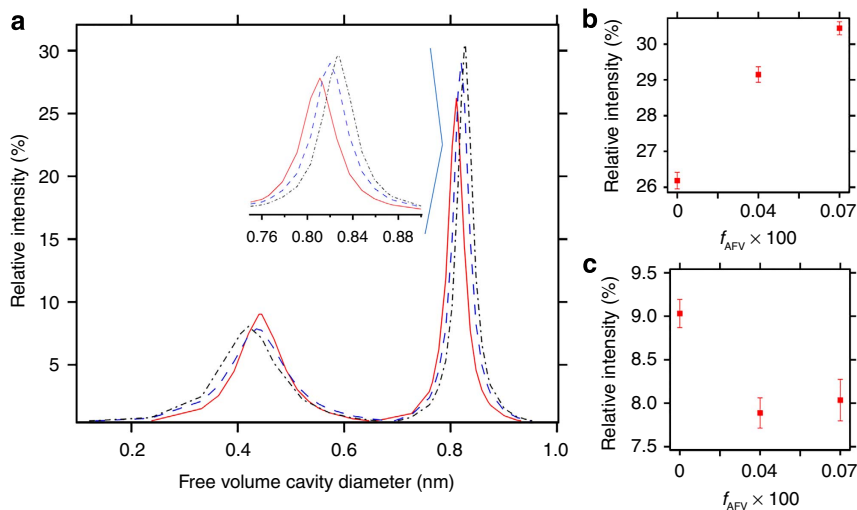 a
30
25
20
15
10
5
Relative intensity (%)
0.76 0.80 0.84 0.88
0.2 0.4 0.6 0.8 1.0
Free volume cavity diameter (nm)
b
30
29
28
27
26
Relative intensity (%)
0 0.04 0.07
fAFV × 100
c
9.5
9.0
8.5
8.0
7.5
Relative intensity (%)
0 0.04 0.07
fAFV × 100